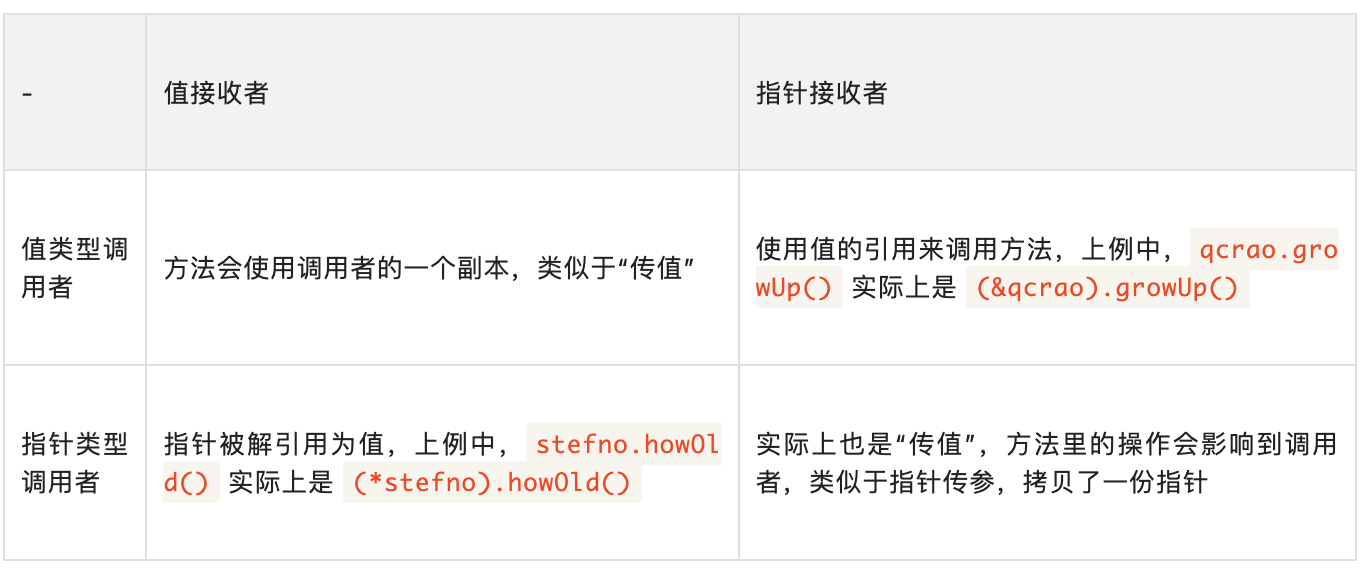 -
值接收者
指针接收者
值类型调
用者
方法会使用调用者的一个副本，类似于“传值”
使用值的引用来调用方法，上例中， qcrao.gro
wUp() 实际上是 (&qcrao).growUp()
指针类型
调用者
指针被解引用为值，上例中， stefno.howOl
d() 实际上是 (*stefno).howOld()
实际上也是“传值”，方法里的操作会影响到调用
者，类似于指针传参，拷贝了一份指针